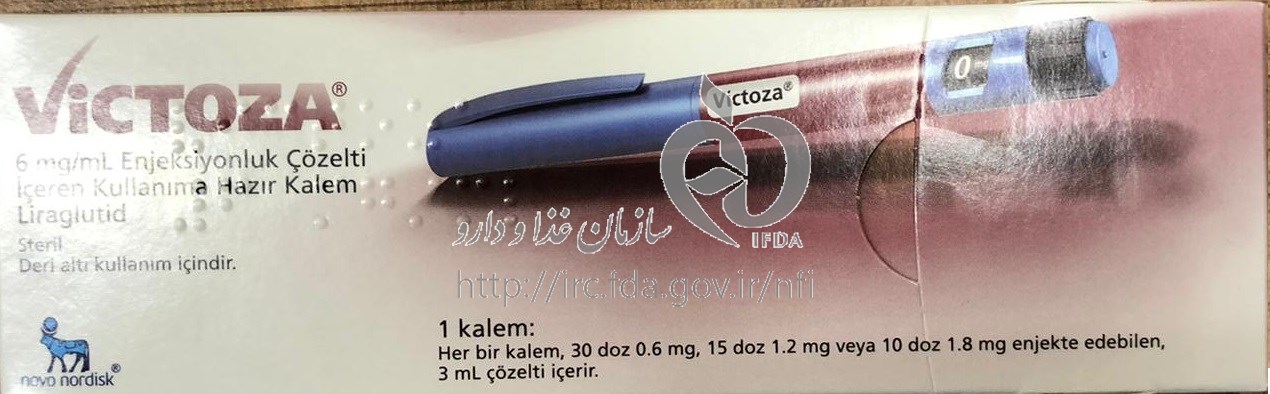 VİCTOZA®
6 mg/mL Enjeksiyonluk Çözelti
İçeren Kullanıma Hazır Kalem
Liraglutid
Steril
Deri altı kullanım içindir.
novo nordisk®
Victoza®
0
IFDA
سازمان غذا و دارو
http://irc.fda.gov.ir/nfi
1 kalem:
Her bir kalem, 30 doz 0.6 mg, 15 doz 1.2 mg veya 10 doz 1.8 mg enjekte edebilen,
3 mL çözelti içerir.